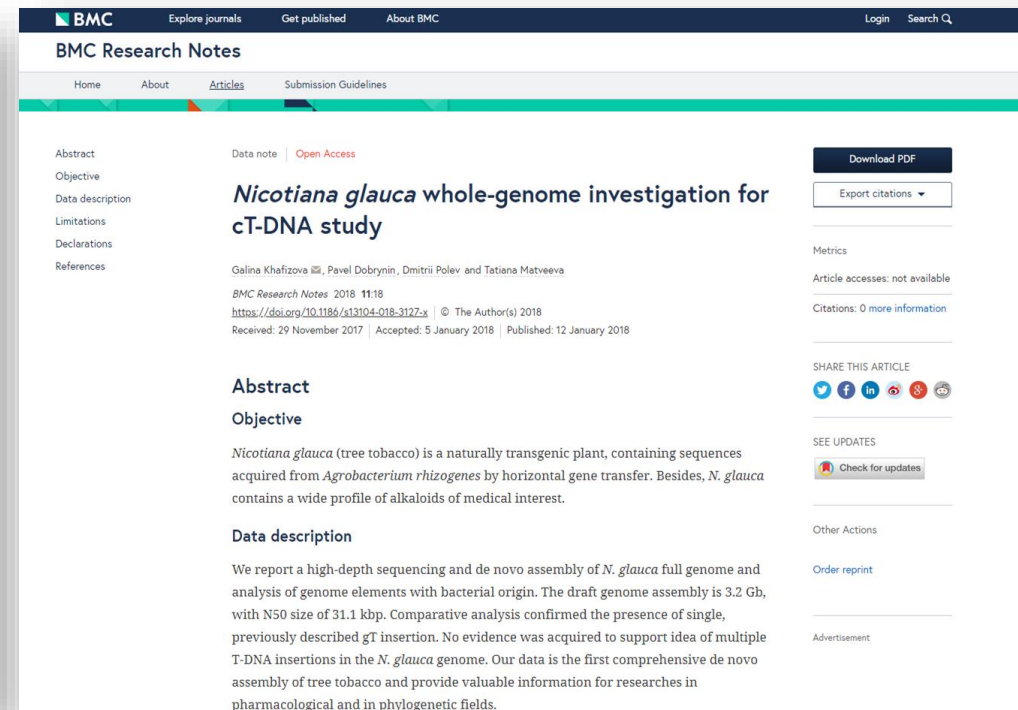 BMC
Explore journals
Get published
About BMC
Login
Search
BMC Research Notes
Home
About
Articles
Submission Guidelines
Abstract
Objective
Data description
Limitations
Declarations
References
Data note
Open Access
Nicotiana glauca whole-genome investigation for
cT-DNA study
Galina Khafizova, Pavel Dobrynin, Dmitrii Polev and Tatiana Matveeva
BMC Research Notes 2018 11:18
https://doi.org/10.1186/s13104-018-3127-x | © The Author(s) 2018
Received: 29 November 2017 | Accepted: 5 January 2018 | Published: 12 January 2018
Abstract
Objective
Nicotiana glauca (tree tobacco) is a naturally transgenic plant, containing sequences
acquired from Agrobacterium rhizogenes by horizontal gene transfer. Besides, N. glauca
contains a wide profile of alkaloids of medical interest.
Data description
We report a high-depth sequencing and de novo assembly of N. glauca full genome and
analysis of genome elements with bacterial origin. The draft genome assembly is 3.2 Gb,
with N50 size of 31.1 kbp. Comparative analysis confirmed the presence of single,
previously described gT insertion. No evidence was acquired to support idea of multiple
T-DNA insertions in the N. glauca genome. Our data is the first comprehensive de novo
assembly of tree tobacco and provide valuable information for researches in
pharmacological and in phylogenetic fields.
Download PDF
Export citations
Metrics
Article accesses: not available
Citations: 0 more information
SHARE THIS ARTICLE
SEE UPDATES
Check for updates
Other Actions
Order reprint
Advertisement